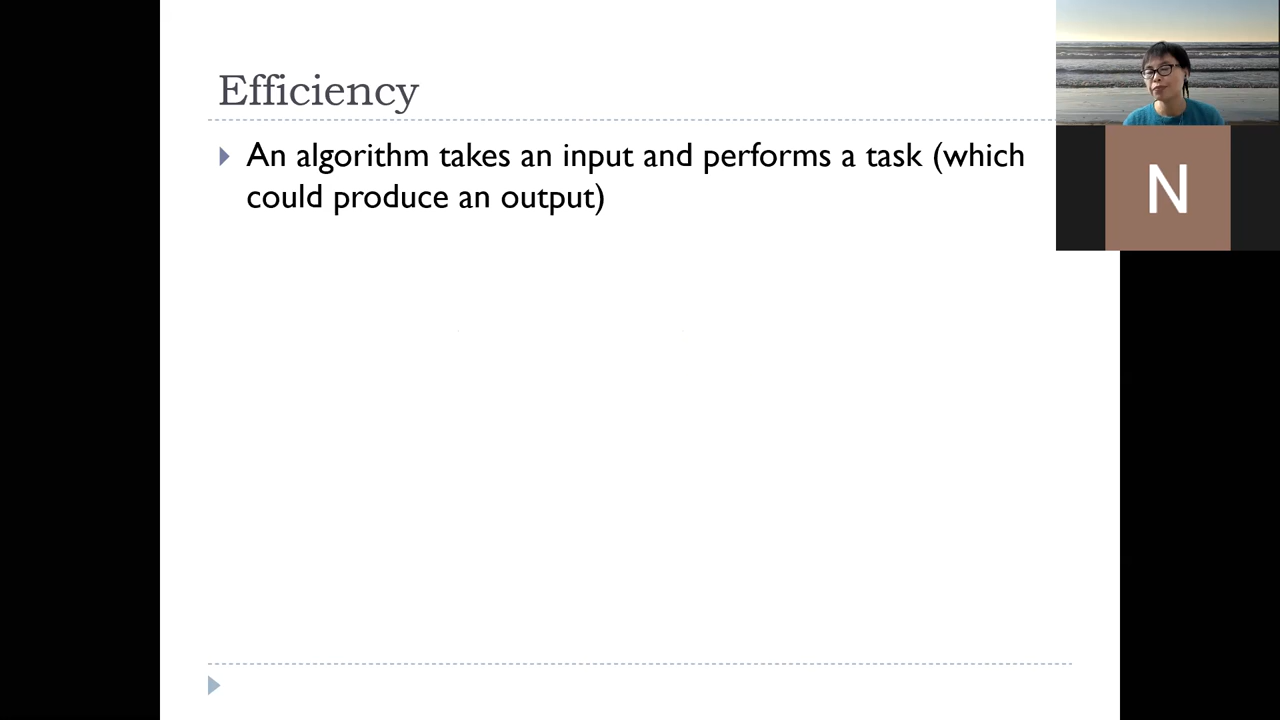 Efficiency
An algorithm takes an input and performs a task (which
could produce an output)
N